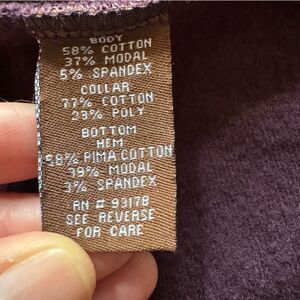 BODY
58% COTTON
37% MODAL
5% SPANDEX
COLLAR
77% COTTON
23% POLY
BOTTOM
HEM
58% PIMA COTTON
39% MODAL
3% SPANDEX
RN # 93178
SEE REVERSE
FOR CARE